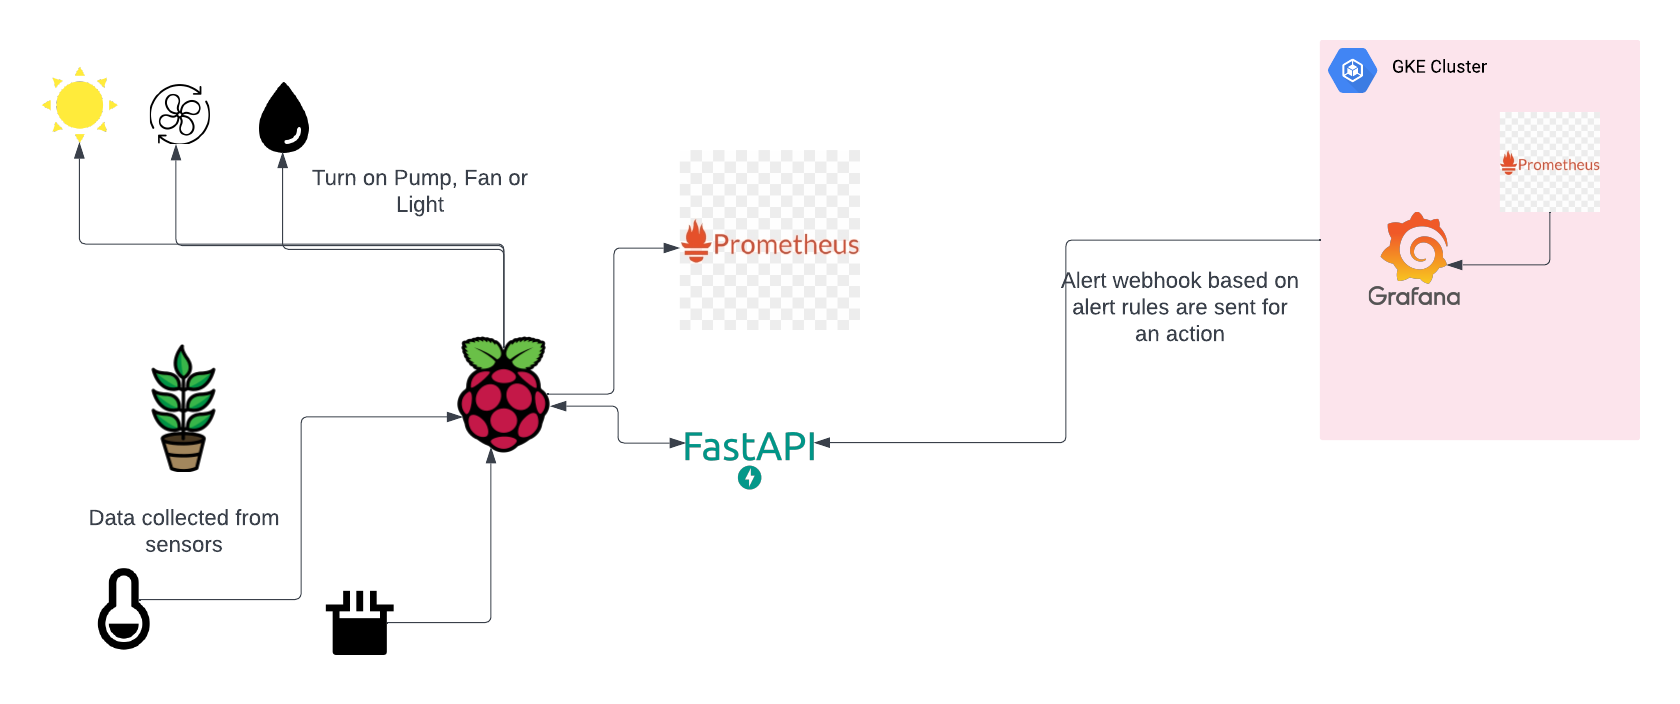 GKE Cluster
Prometheus
Turn on Pump, Fan or
Light
Prometheus
Alert webhook based on
alert rules are sent for
an action
Grafana
FastAPI
Data collected from
sensors